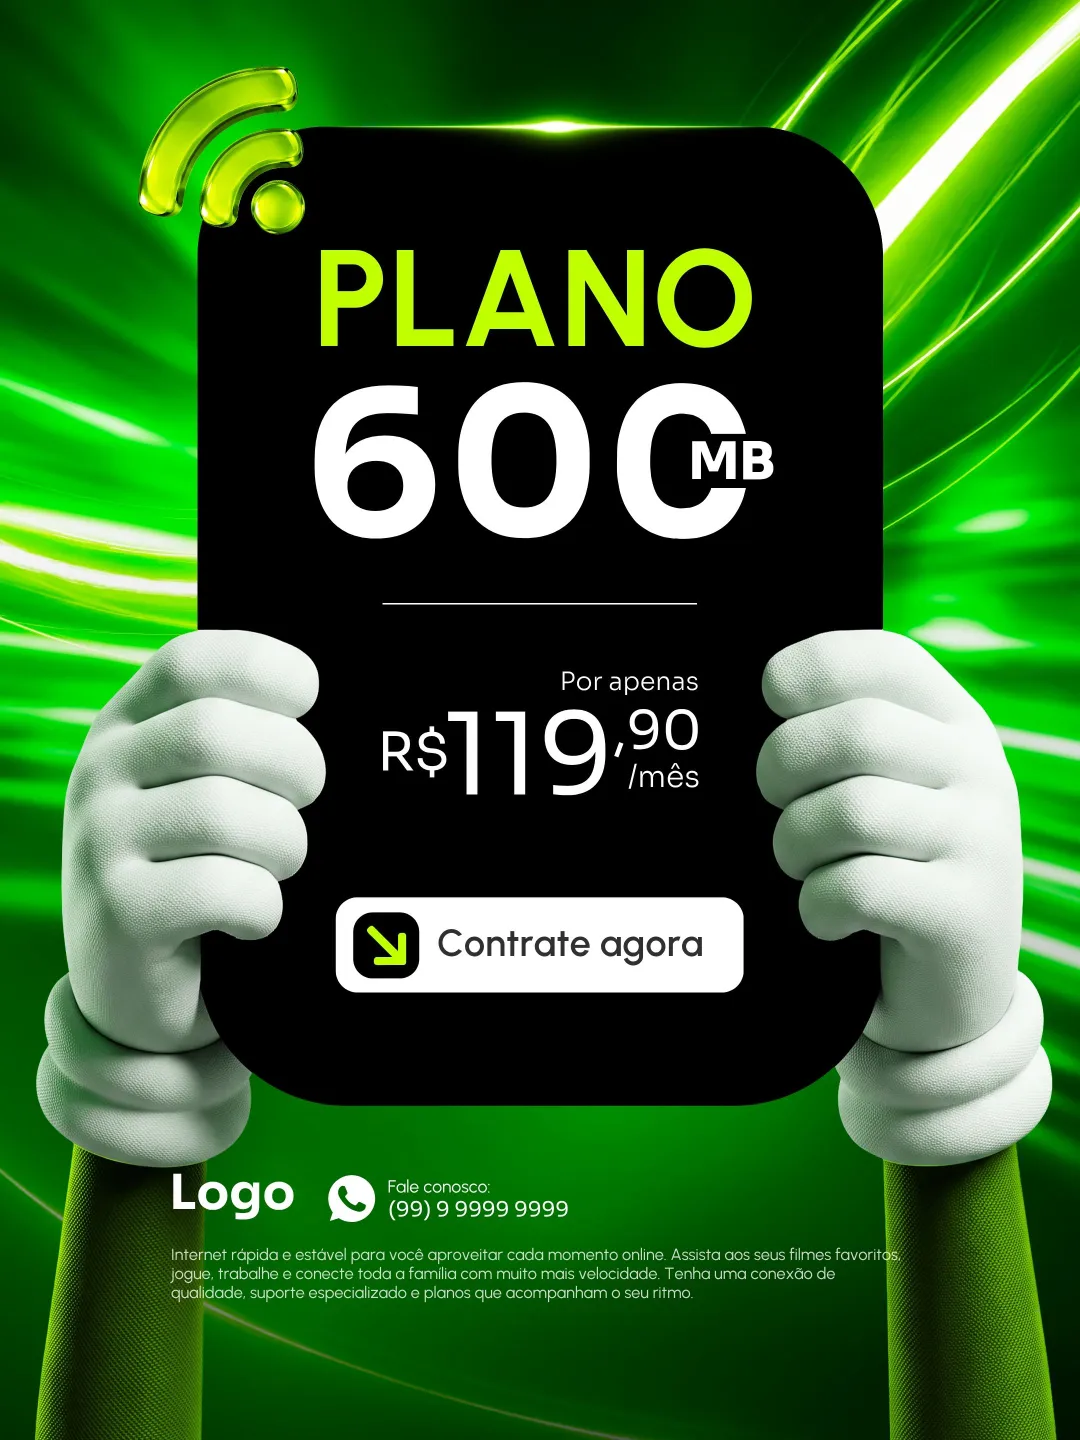 PLANO
600
MB
Por apenas
R$119,90
/mês
Contrate agora
Logo
Fale conosco:
(99) 9 9999 9999
Internet rápida e estável para você aproveitar cada momento online. Assista aos seus filmes favoritos,
jogue, trabalhe e conecte toda a família com muito mais velocidade. Tenha uma conexão de
qualidade, suporte especializado e planos que acompanham o seu ritmo.